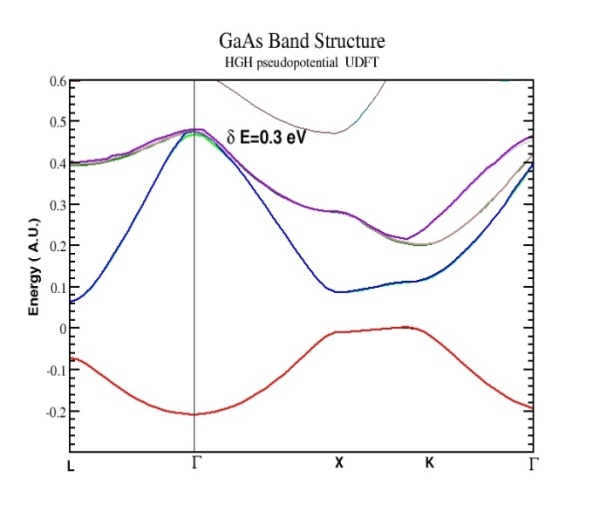 GaAs Band Structure
HGH pseudopotential UDFT
0.6
0.5
δ E=0.3 eV
0.4
0.3
0.2
0.1
0
-0.1
-0.2
Energy ( A.U.)
L Γ X K Γ